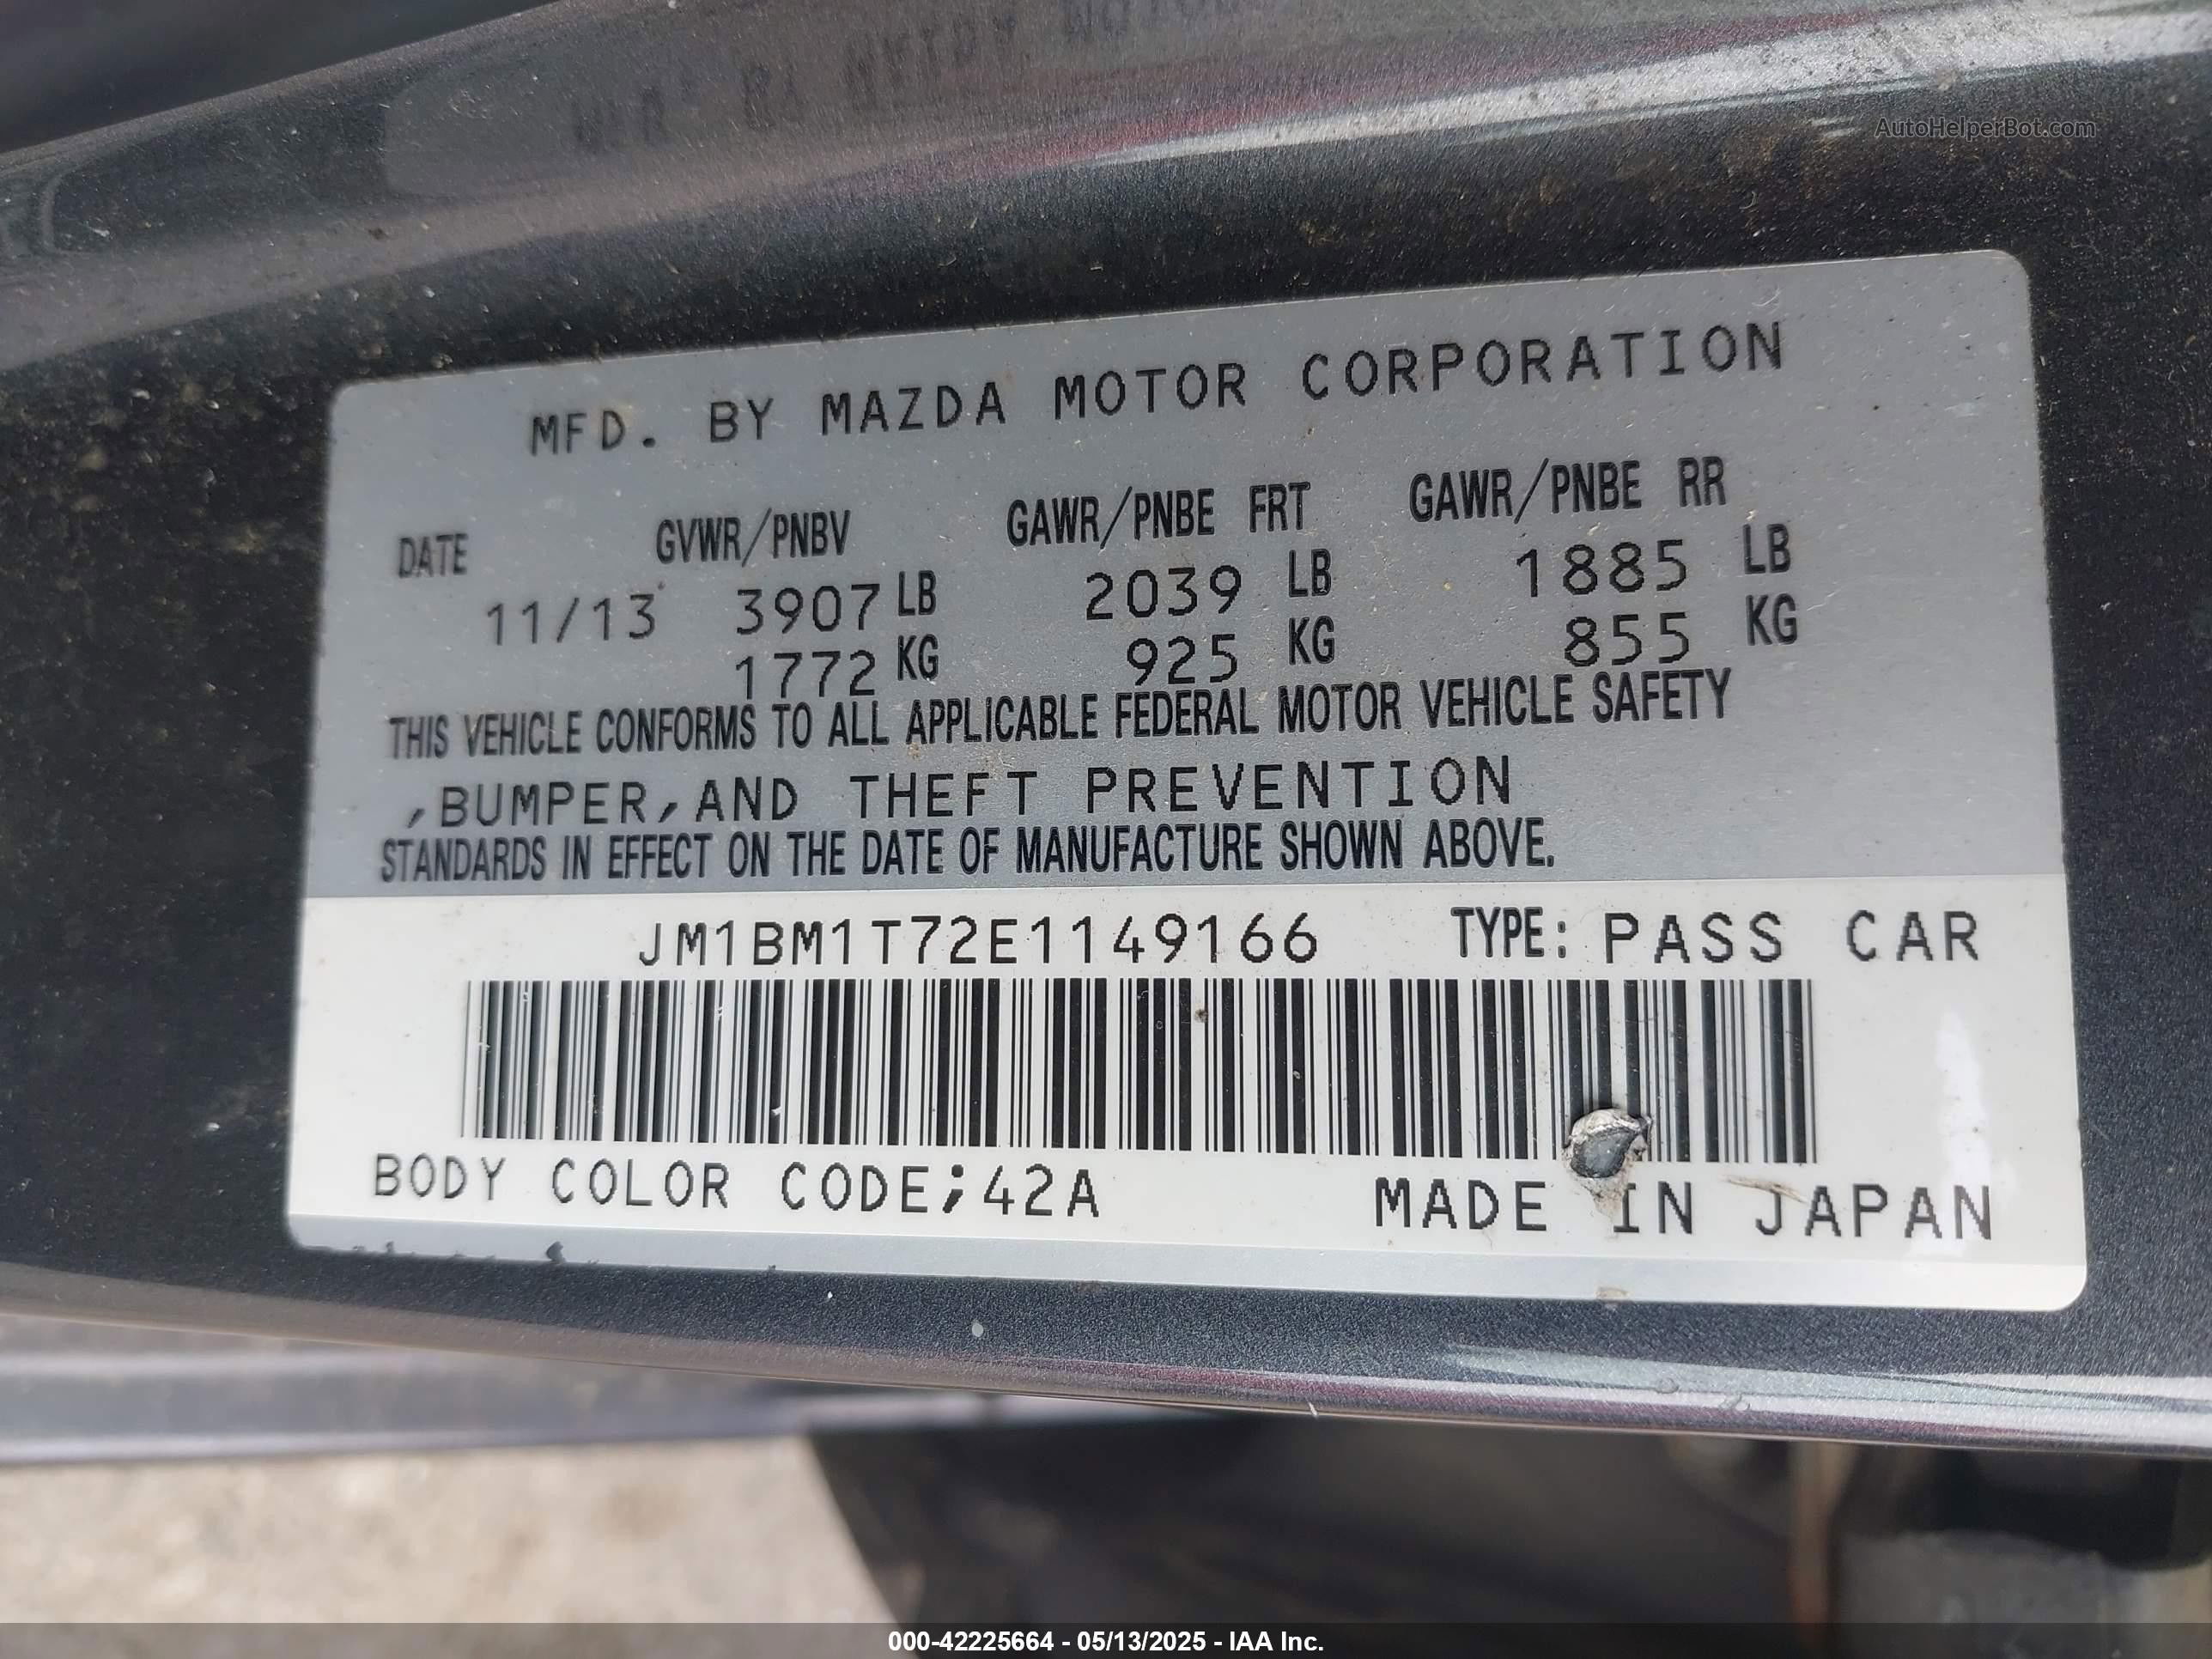 AutoHelperBot.com
MFD. BY MAZDA MOTOR CORPORATION
DATE GVWR/PNBV GAWR/PNBE FRT GAWR/PNBE RR
11/13 3907 LB 2039 LB 1885 LB
1772 KG 925 KG 855 KG
THIS VEHICLE CONFORMS TO ALL APPLICABLE FEDERAL MOTOR VEHICLE SAFETY
,BUMPER,AND THEFT PREVENTION
STANDARDS IN EFFECT ON THE DATE OF MANUFACTURE SHOWN ABOVE.
JM1BM1T72E1149166 TYPE: PASS CAR
BODY COLOR CODE;42A MADE IN JAPAN
000-42225664 - 05/13/2025 - IAA Inc.